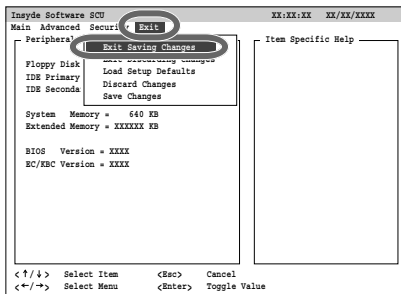 Insyde Software SCU XX:XX:XX XX/XX/XXXX
Main Advanced Exit
Item Specific Help
Exit Saving Changes
Exit Discarding Changes
Floppy Disk
Load Setup Defaults
IDE Primary
Discard Changes
IDE
Save Changes
System Memory = 640 KB
Extended Memory = XXXXXX KB
BIOS Version = XXXX
EC/KBC Version = XXXX
<↑/↓> Select Item <Esc> Cancel
<←/→> Select Menu <Enter> Toggle Value